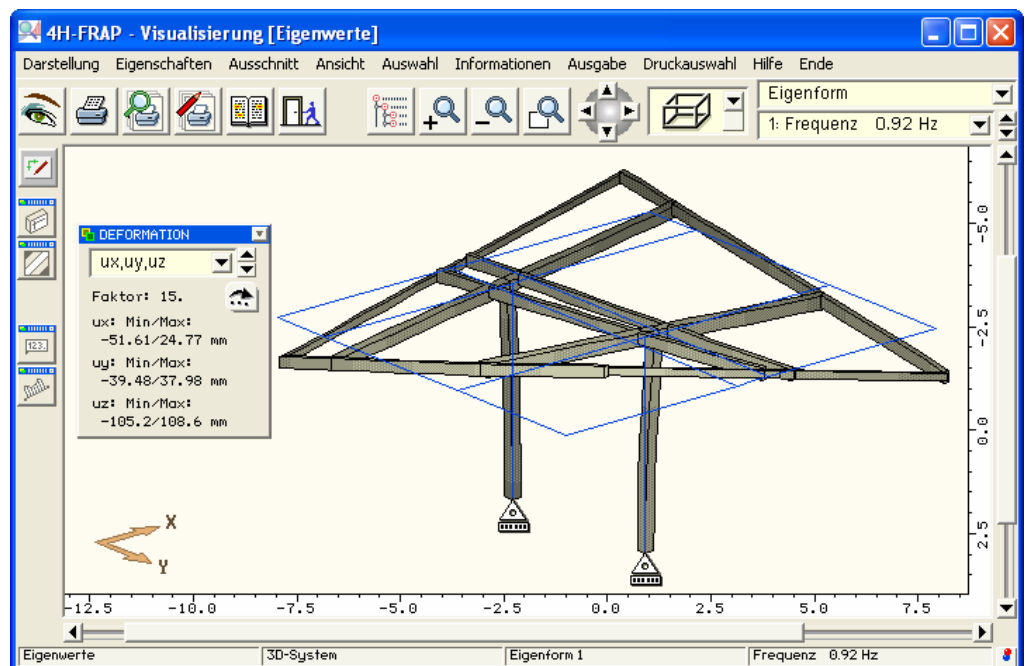 4H-FRAP - Visualisierung [Eigenwerte]
Darstellung Eigenschaften Ausschnitt Ansicht Auswahl Informationen Ausgabe Druckauswahl Hilfe Ende
Eigenform
1: Frequenz 0.92 Hz
DEFORMATION
ux,uy,uz
Faktor: 15.
ux: Min/Max:
-51.61/24.77 mm
uy: Min/Max:
-39.48/37.98 mm
uz: Min/Max:
-105.2/108.6 mm
123.
X
Y
-5.0
-2.5
0.0
2.5
-12.5 -10.0 -7.5 -5.0 -2.5 0.0 2.5 5.0 7.5
Eigenwerte 3D-System Eigenform 1 Frequenz 0.92 Hz